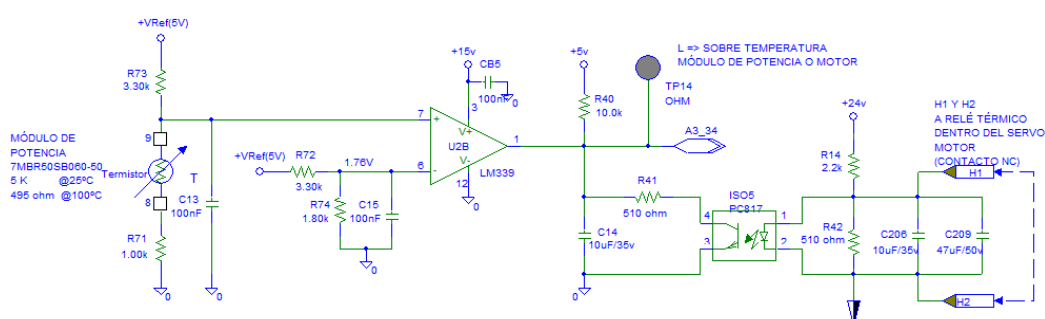 +VRef(5V)
R73
3.30k
MÓDULO DE
POTENCIA
7MBR50SB060-50
5 K @25ºC
495 ohm @100ºC
9
Termistor
T
8
C13
100nF
R71
1.00k
0
0
+VRef(5V)
R72
3.30k
1.76V
R74
1.80k
C15
100nF
0
+15v
CB5
100nF
0
3
7
+
V+
U2B
1
6
-
V-
LM339
12
0
+5v
R40
10.0k
L => SOBRE TEMPERATURA
MÓDULO DE POTENCIA O MOTOR
TP14
OHM
A3_34
R41
510 ohm
C14
10uF/35v
0
ISO5
PC817
4
1
3
2
+24v
R14
2.2k
R42
510 ohm
C206
10uF/35v
C209
47uF/50v
H1 Y H2
A RELÉ TÉRMICO
DENTRO DEL SERVO
MOTOR
(CONTACTO NC)
H1
H2